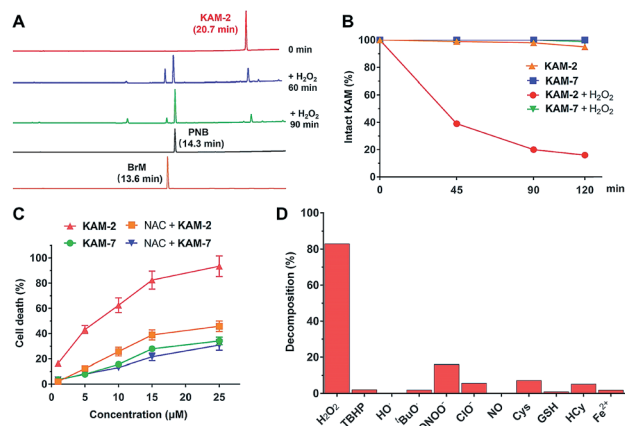 A
KAM-2
(20.7 min)
0 min
+ H₂O₂
60 min
+ H₂O₂
90 min
PNB
(14.3 min)
BrM
(13.6 min)
B
Intact KAM (%)
100
80
60
40
20
0
0 45 90 120 min
KAM-2
KAM-7
KAM-2 + H₂O₂
KAM-7 + H₂O₂
C
KAM-2 NAC + KAM-2
KAM-7 NAC + KAM-7
Cell death (%)
100
80
60
40
20
0
0 5 10 15 20 25
Concentration (µM)
D
Decomposition (%)
100
80
60
40
20
0
H₂O₂ TBHP HO· ᵗBuO· ONOO⁻ ClO⁻ NO Cys GSH HCy Fe²⁺